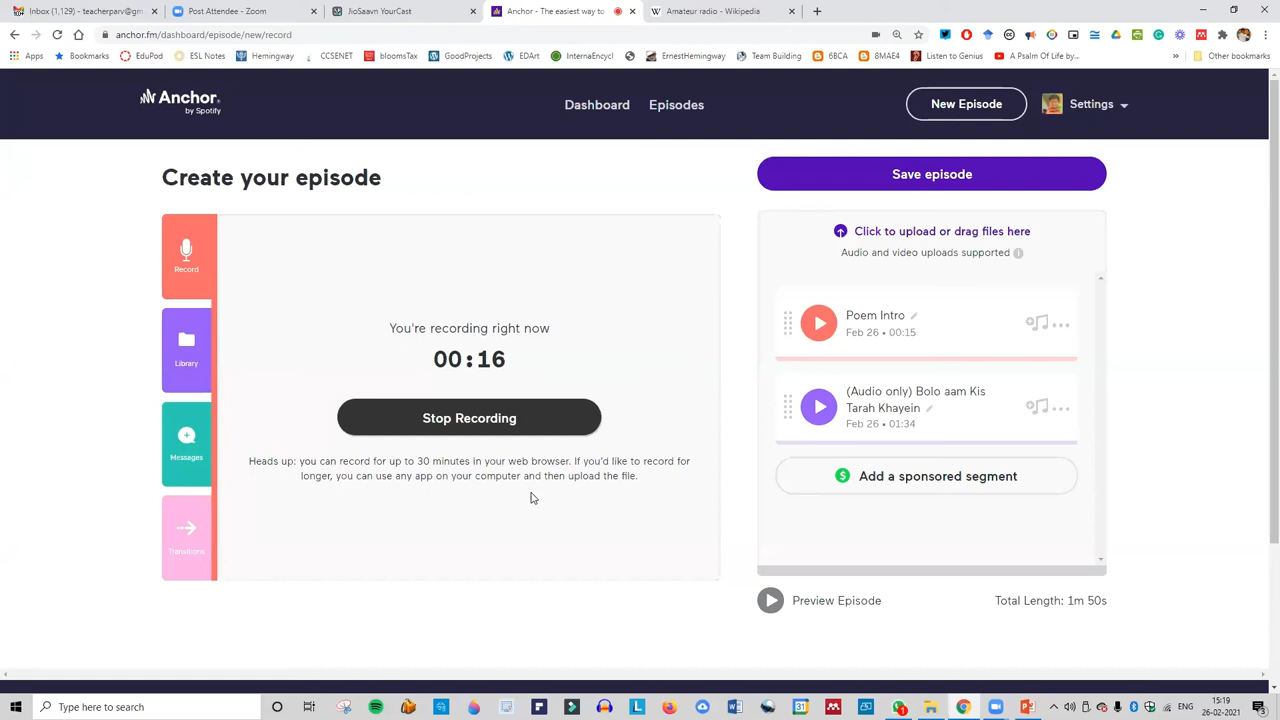 Inbox (1,129) - teacherparv@gm
Post Attendee - Zoom
JioSaavn YourCast
Anchor - The easiest way to
Amateur radio - Wikipedia
anchor.fm/dashboard/episode/new/record
Apps
Bookmarks
EduPod
ESL Notes
Hemingway
CCSENET
bloomsTax
GoodProjects
EDArt
InternaEncycl
ErnestHemingway
Team Building
6BCA
8MAE4
Listen to Genius
A Psalm Of Life by...
Other bookmarks
Anchor
by Spotify
Dashboard
Episodes
New Episode
Settings
Create your episode
Save episode
Record
Library
Messages
Transitions
You're recording right now
00:16
Stop Recording
Heads up: you can record for up to 30 minutes in your web browser. If you'd like to record for
longer, you can use any app on your computer and then upload the file.
Click to upload or drag files here
Audio and video uploads supported
Poem Intro
Feb 26 • 00:15
(Audio only) Bolo aam Kis
Tarah Khayein
Feb 26 • 01:34
Add a sponsored segment
Preview Episode
Total Length: 1m 50s
Type here to search
ENG
15:19
26-02-2021